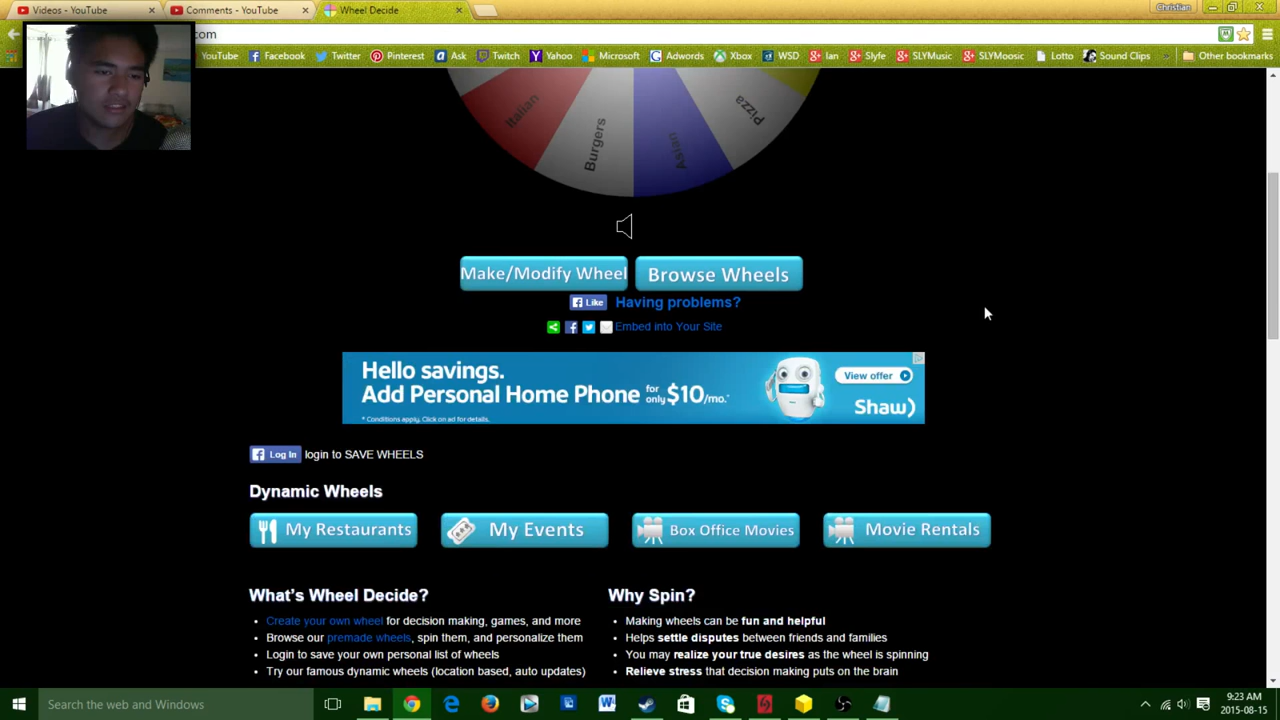 Videos - YouTube
Comments - YouTube
Wheel Decide
Christian
.com
YouTube
Facebook
Twitter
Pinterest
Ask
Twitch
Yahoo
Microsoft
Adwords
Xbox
WSD
Ian
Slyfe
SLYMusic
SLYMoosic
Lotto
Sound Clips
»
Other bookmarks
Italian
Burgers
Asian
Pizza
Make/Modify Wheel
Browse Wheels
Like
Having problems?
Embed into Your Site
Hello savings.
Add Personal Home Phone for only $10/mo.*
* Conditions apply. Click on ad for details.
View offer
Shaw)
Log In
login to SAVE WHEELS
Dynamic Wheels
My Restaurants
My Events
Box Office Movies
Movie Rentals
What's Wheel Decide?
Create your own wheel for decision making, games, and more
Browse our premade wheels, spin them, and personalize them
Login to save your own personal list of wheels
Try our famous dynamic wheels (location based, auto updates)
Why Spin?
Making wheels can be fun and helpful
Helps settle disputes between friends and families
You may realize your true desires as the wheel is spinning
Relieve stress that decision making puts on the brain
Search the web and Windows
9:23 AM
2015-08-15